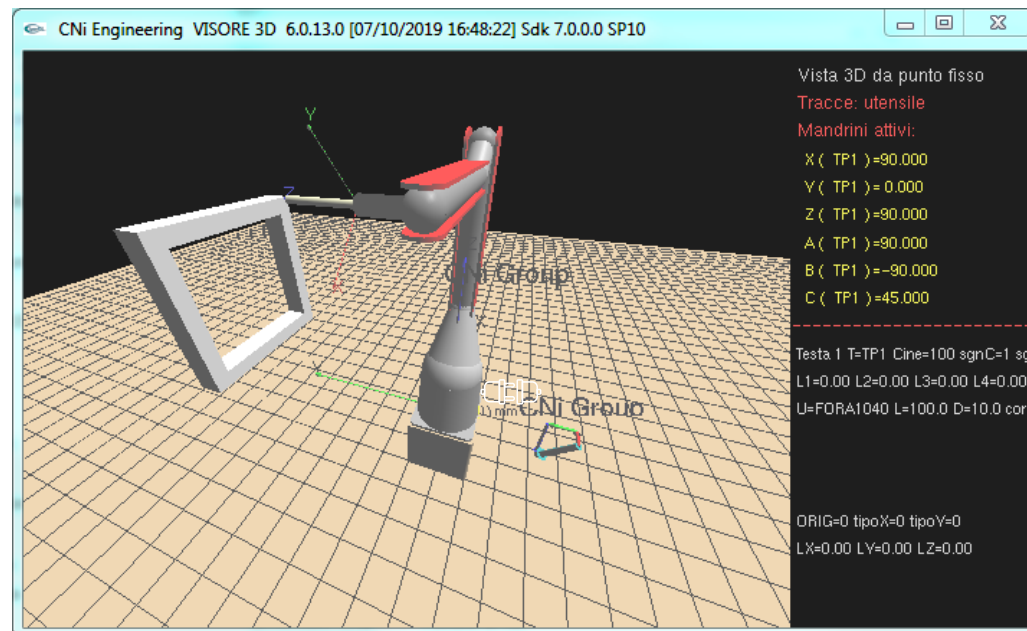 CNi Engineering VISORE 3D 6.0.13.0 [07/10/2019 16:48:22] Sdk 7.0.0.0 SP10
Vista 3D da punto fisso
Tracce: utensile
Mandrini attivi:
X ( TP1 )=90.000
Y ( TP1 )= 0.000
Z ( TP1 )=90.000
A ( TP1 )=90.000
B ( TP1 )=-90.000
C ( TP1 )=45.000
Testa 1 T=TP1 Cine=100 sgnC=1 sg
L1=0.00 L2=0.00 L3=0.00 L4=0.00
U=FORA1040 L=100.0 D=10.0 cor
ORIG=0 tipoX=0 tipoY=0
LX=0.00 LY=0.00 LZ=0.00
Y
Z
CNi Group
CNi Group